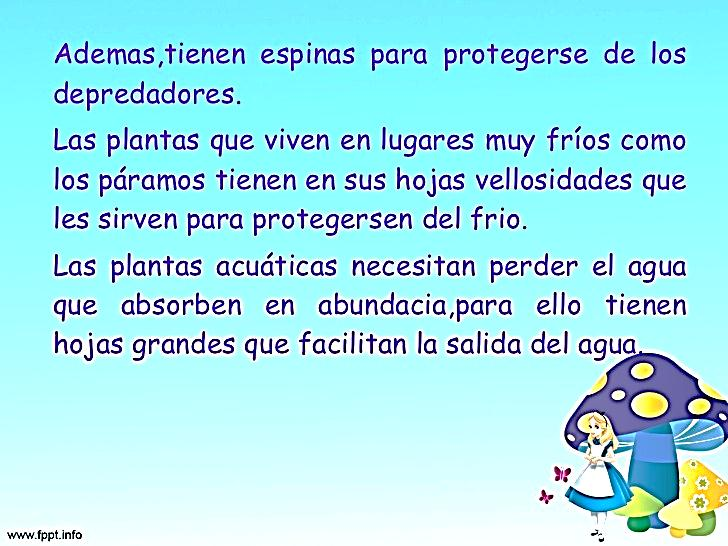 Ademas,tienen espinas para protegerse de los
depredadores.
Las plantas que viven en lugares muy fríos como
los páramos tienen en sus hojas vellosidades que
les sirven para protegersen del frio.
Las plantas acuáticas necesitan perder el agua
que absorben en abundacia,para ello tienen
hojas grandes que facilitan la salida del agua.
www.fppt.info